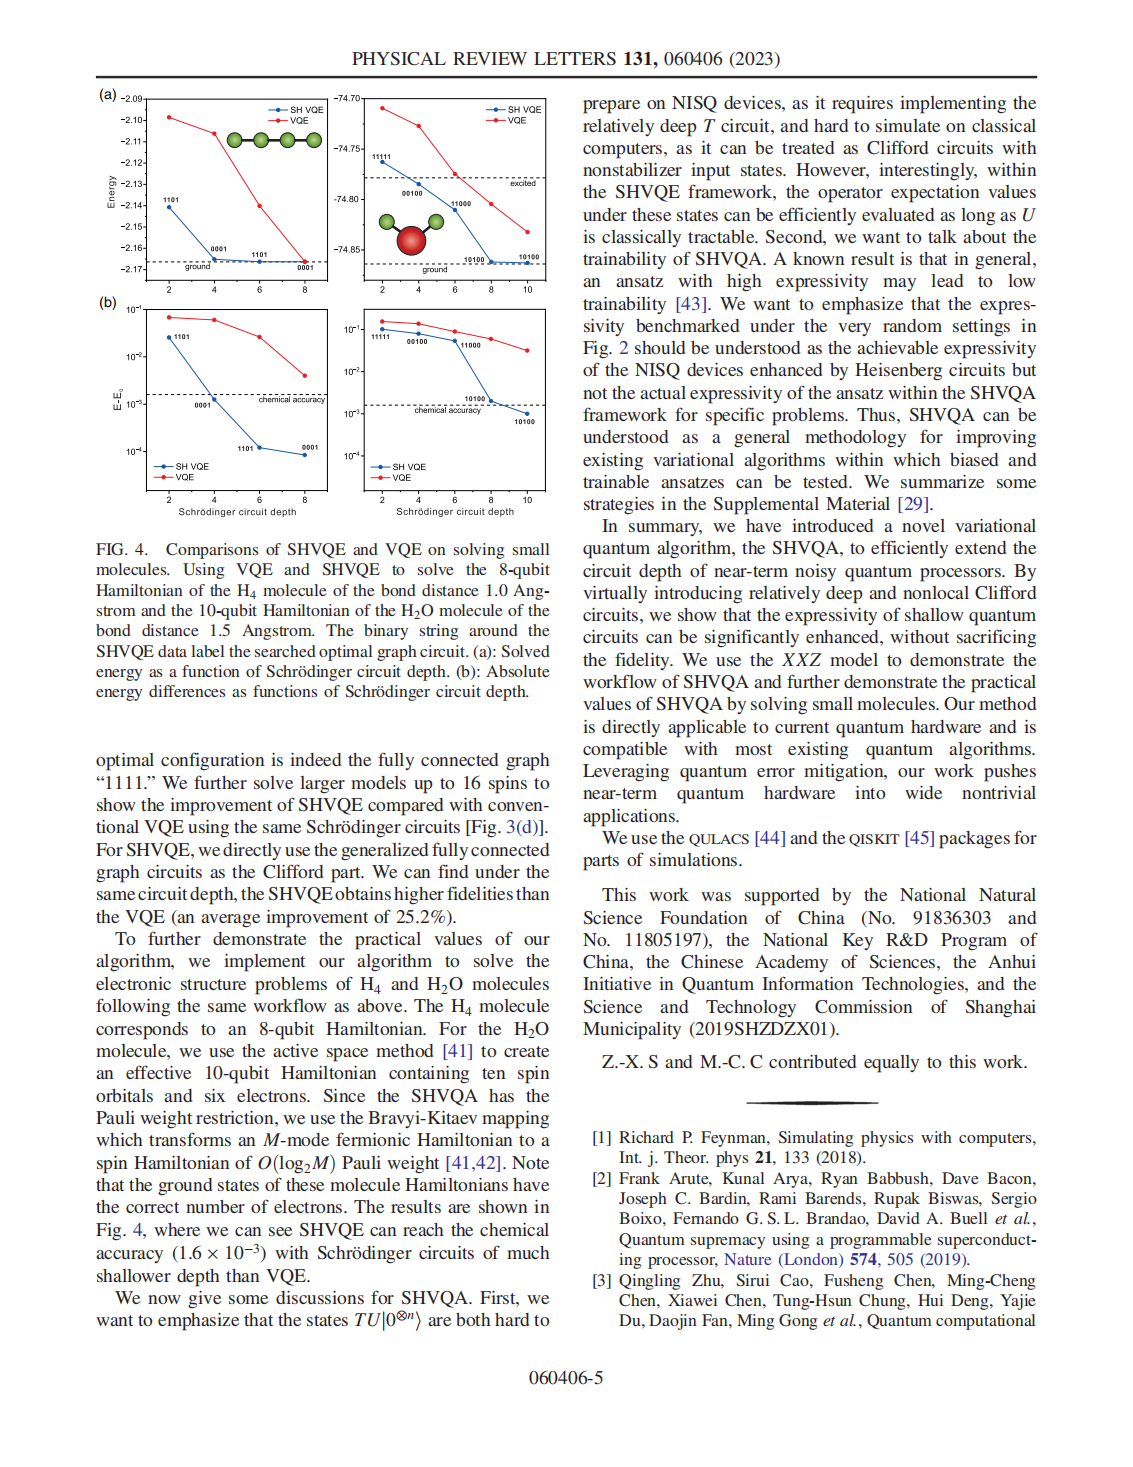 PHYSICAL REVIEW LETTERS 131, 060406 (2023)
(a)
−2.09
−2.10
−2.11
−2.12
−2.13
−2.14
−2.15
−2.16
−2.17
Energy
SH VQE
VQE
1101
0001
1101
0001
ground
2 4 6 8
−74.70
−74.75
−74.80
−74.85
SH VQE
VQE
11111
00100
11000
10100
10100
excited
ground
2 4 6 8 10
(b)
10⁻¹
10⁻²
10⁻³
10⁻⁴
E-E₀
1101
0001
1101
0001
chemical accuracy
SH VQE
VQE
2 4 6 8
Schrödinger circuit depth
10⁻¹
10⁻²
10⁻³
10⁻⁴
11111
00100
11000
10100
10100
chemical accuracy
SH VQE
VQE
2 4 6 8 10
Schrödinger circuit depth
FIG. 4. Comparisons of SHVQE and VQE on solving small
molecules. Using VQE and SHVQE to solve the 8-qubit
Hamiltonian of the H₄ molecule of the bond distance 1.0 Ang-
strom and the 10-qubit Hamiltonian of the H₂O molecule of the
bond distance 1.5 Angstrom. The binary string around the
SHVQE data label the searched optimal graph circuit. (a): Solved
energy as a function of Schrödinger circuit depth. (b): Absolute
energy differences as functions of Schrödinger circuit depth.
optimal configuration is indeed the fully connected graph
“1111.” We further solve larger models up to 16 spins to
show the improvement of SHVQE compared with conven-
tional VQE using the same Schrödinger circuits [Fig. 3(d)].
For SHVQE, we directly use the generalized fully connected
graph circuits as the Clifford part. We can find under the
same circuit depth, the SHVQE obtains higher fidelities than
the VQE (an average improvement of 25.2%).
To further demonstrate the practical values of our
algorithm, we implement our algorithm to solve the
electronic structure problems of H₄ and H₂O molecules
following the same workflow as above. The H₄ molecule
corresponds to an 8-qubit Hamiltonian. For the H₂O
molecule, we use the active space method [41] to create
an effective 10-qubit Hamiltonian containing ten spin
orbitals and six electrons. Since the SHVQA has the
Pauli weight restriction, we use the Bravyi-Kitaev mapping
which transforms an M-mode fermionic Hamiltonian to a
spin Hamiltonian of O(log₂M) Pauli weight [41,42]. Note
that the ground states of these molecule Hamiltonians have
the correct number of electrons. The results are shown in
Fig. 4, where we can see SHVQE can reach the chemical
accuracy (1.6 × 10⁻³) with Schrödinger circuits of much
shallower depth than VQE.
We now give some discussions for SHVQA. First, we
want to emphasize that the states TU|0^⊗n⟩ are both hard to
prepare on NISQ devices, as it requires implementing the
relatively deep T circuit, and hard to simulate on classical
computers, as it can be treated as Clifford circuits with
nonstabilizer input states. However, interestingly, within
the SHVQE framework, the operator expectation values
under these states can be efficiently evaluated as long as U
is classically tractable. Second, we want to talk about the
trainability of SHVQA. A known result is that in general,
an ansatz with high expressivity may lead to low
trainability [43]. We want to emphasize that the expres-
sivity benchmarked under the very random settings in
Fig. 2 should be understood as the achievable expressivity
of the NISQ devices enhanced by Heisenberg circuits but
not the actual expressivity of the ansatz within the SHVQA
framework for specific problems. Thus, SHVQA can be
understood as a general methodology for improving
existing variational algorithms within which biased and
trainable ansatzes can be tested. We summarize some
strategies in the Supplemental Material [29].
In summary, we have introduced a novel variational
quantum algorithm, the SHVQA, to efficiently extend the
circuit depth of near-term noisy quantum processors. By
virtually introducing relatively deep and nonlocal Clifford
circuits, we show that the expressivity of shallow quantum
circuits can be significantly enhanced, without sacrificing
the fidelity. We use the XXZ model to demonstrate the
workflow of SHVQA and further demonstrate the practical
values of SHVQA by solving small molecules. Our method
is directly applicable to current quantum hardware and is
compatible with most existing quantum algorithms.
Leveraging quantum error mitigation, our work pushes
near-term quantum hardware into wide nontrivial
applications.
We use the QULACS [44] and the QISKIT [45] packages for
parts of simulations.
This work was supported by the National Natural
Science Foundation of China (No. 91836303 and
No. 11805197), the National Key R&D Program of
China, the Chinese Academy of Sciences, the Anhui
Initiative in Quantum Information Technologies, and the
Science and Technology Commission of Shanghai
Municipality (2019SHZDZX01).
Z.-X. S and M.-C. C contributed equally to this work.
[1] Richard P. Feynman, Simulating physics with computers,
Int. j. Theor. phys 21, 133 (2018).
[2] Frank Arute, Kunal Arya, Ryan Babbush, Dave Bacon,
Joseph C. Bardin, Rami Barends, Rupak Biswas, Sergio
Boixo, Fernando G. S. L. Brandao, David A. Buell et al.,
Quantum supremacy using a programmable superconduct-
ing processor, Nature (London) 574, 505 (2019).
[3] Qingling Zhu, Sirui Cao, Fusheng Chen, Ming-Cheng
Chen, Xiawei Chen, Tung-Hsun Chung, Hui Deng, Yajie
Du, Daojin Fan, Ming Gong et al., Quantum computational
060406-5